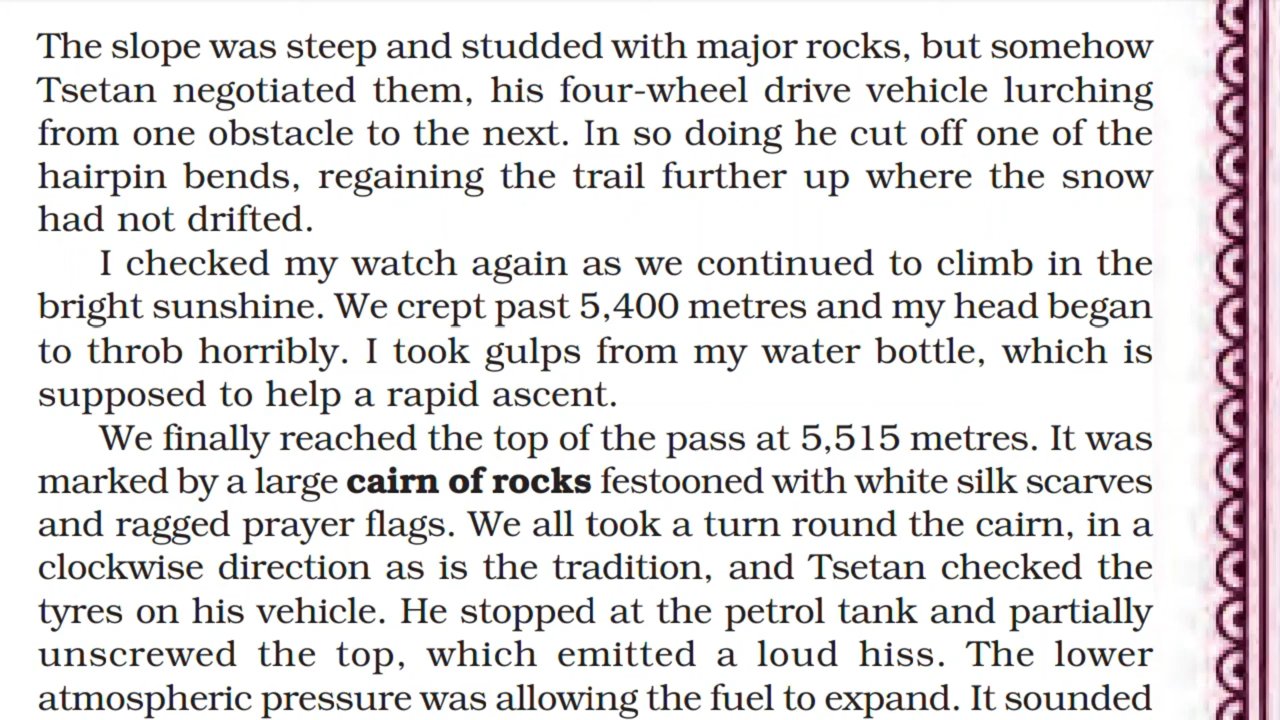 The slope was steep and studded with major rocks, but somehow
Tsetan negotiated them, his four-wheel drive vehicle lurching
from one obstacle to the next. In so doing he cut off one of the
hairpin bends, regaining the trail further up where the snow
had not drifted.
I checked my watch again as we continued to climb in the
bright sunshine. We crept past 5,400 metres and my head began
to throb horribly. I took gulps from my water bottle, which is
supposed to help a rapid ascent.
We finally reached the top of the pass at 5,515 metres. It was
marked by a large cairn of rocks festooned with white silk scarves
and ragged prayer flags. We all took a turn round the cairn, in a
clockwise direction as is the tradition, and Tsetan checked the
tyres on his vehicle. He stopped at the petrol tank and partially
unscrewed the top, which emitted a loud hiss. The lower
atmospheric pressure was allowing the fuel to expand. It sounded